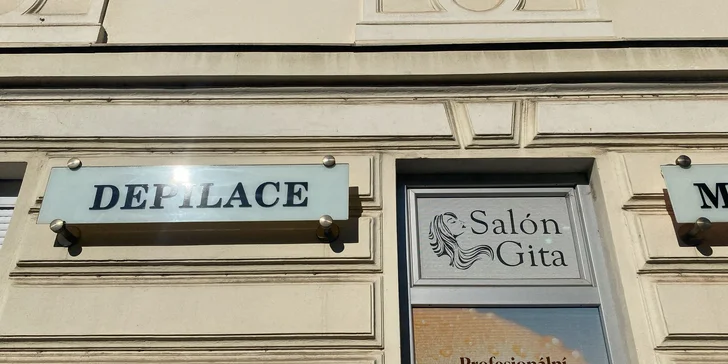 DEPILACE
Salón
Gita
Profesionální